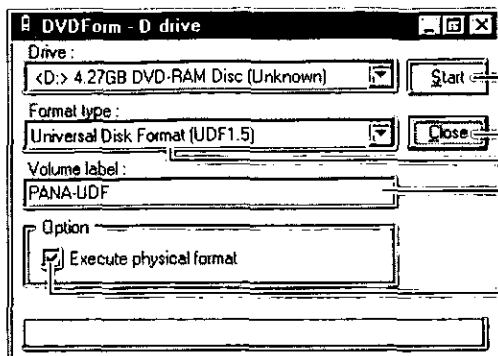 DVDForm - D drive
Drive :
<D:> 4.27GB DVD-RAM Disc (Unknown)
Start
Format type :
Universal Disk Format (UDF1.5)
Close
Volume label :
PANA-UDF
Option
Execute physical format